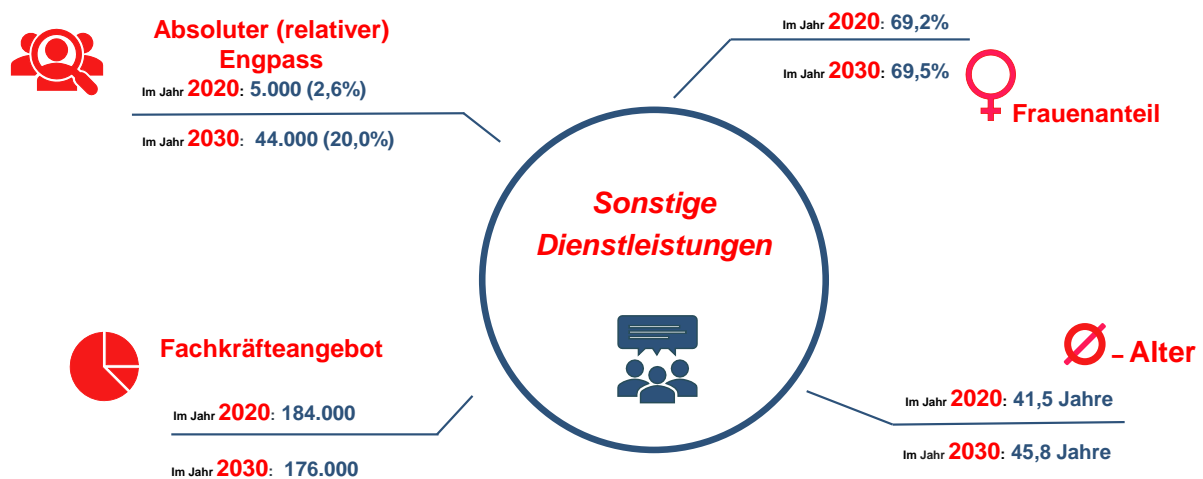 Absoluter (relativer)
Engpass
Im Jahr 2020: 5.000 (2,6%)
Im Jahr 2030: 44.000 (20,0%)
Im Jahr 2020: 69,2%
Im Jahr 2030: 69,5%
Frauenanteil
Sonstige
Dienstleistungen
Fachkräfteangebot
Im Jahr 2020: 184.000
Im Jahr 2030: 176.000
Ø – Alter
Im Jahr 2020: 41,5 Jahre
Im Jahr 2030: 45,8 Jahre